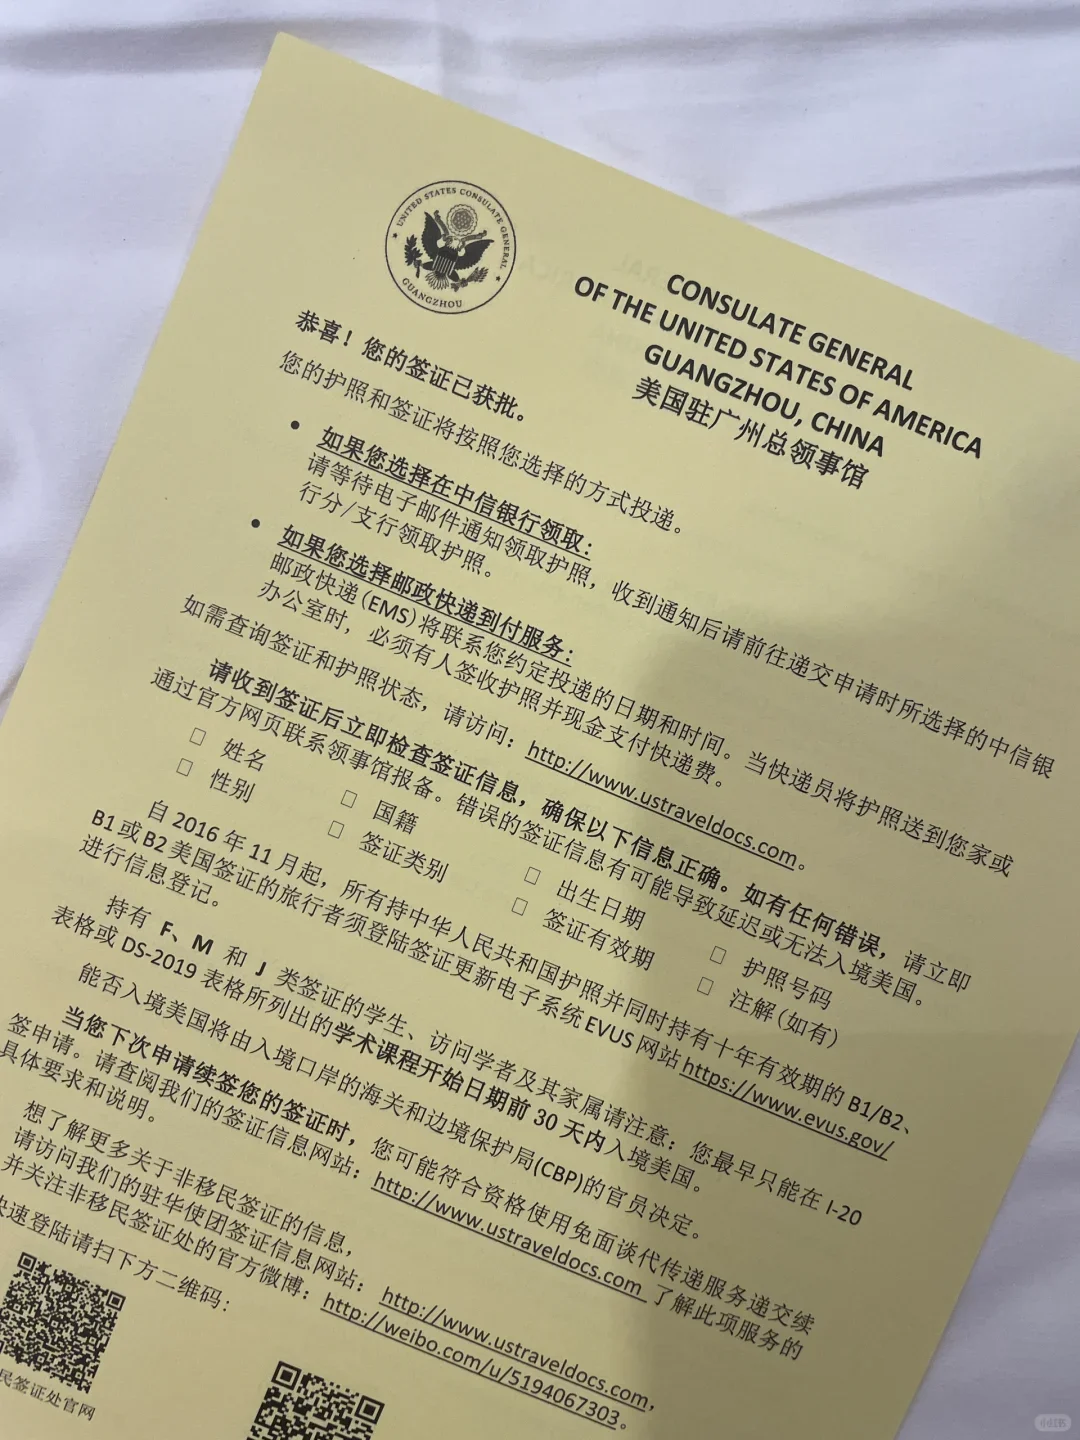 UNITED STATES CONSULATE GENERAL
GUANGZHOU
CONSULATE GENERAL
OF THE UNITED STATES OF AMERICA
GUANGZHOU, CHINA
美国驻广州总领事馆
恭喜！您的签证已获批。
您的护照和签证将按照您选择的方式投递。
• 如果您选择在中信银行领取：
请等待电子邮件通知领取护照，收到通知后请前往递交申请时所选择的中信银
行分/支行领取护照。
• 如果您选择邮政快递到付服务：
邮政快递(EMS)将联系您约定投递的日期和时间。当快递员将护照送到您家或
办公室时，必须有人签收护照并现金支付快递费。
如需查询签证和护照状态，请访问：http://www.ustraveldocs.com。
请收到签证后立即检查签证信息，确保以下信息正确。如有任何错误，请立即
通过官方网页联系领事馆报备。错误的签证信息有可能导致延迟或无法入境美国。
□ 姓名 □ 国籍 □ 出生日期 □ 护照号码
□ 性别 □ 签证类别 □ 签证有效期 □ 注解(如有)
自 2016 年 11 月起，所有持中华人民共和国护照并同时持有十年有效期的 B1/B2、
B1 或 B2 美国签证的旅行者须登陆签证更新电子系统 EVUS 网站 https://www.evus.gov/
进行信息登记。
持有 F、M 和 J 类签证的学生、访问学者及其家属请注意：您最早只能在 I-20
表格或 DS-2019 表格所列出的学术课程开始日期前 30 天内入境美国。
能否入境美国将由入境口岸的海关和边境保护局(CBP)的官员决定。
当您下次申请续签您的签证时，您可能符合资格使用免面谈代传递服务递交续
签申请。请查阅我们的签证信息网站：http://www.ustraveldocs.com 了解此项服务的
具体要求和说明。
想了解更多关于非移民签证的信息，
请访问我们的驻华使团签证信息网站：http://www.ustraveldocs.com，
并关注非移民签证处的官方微博：http://weibo.com/u/5194067303。
速登陆请扫下方二维码：
民签证处官网
小红书